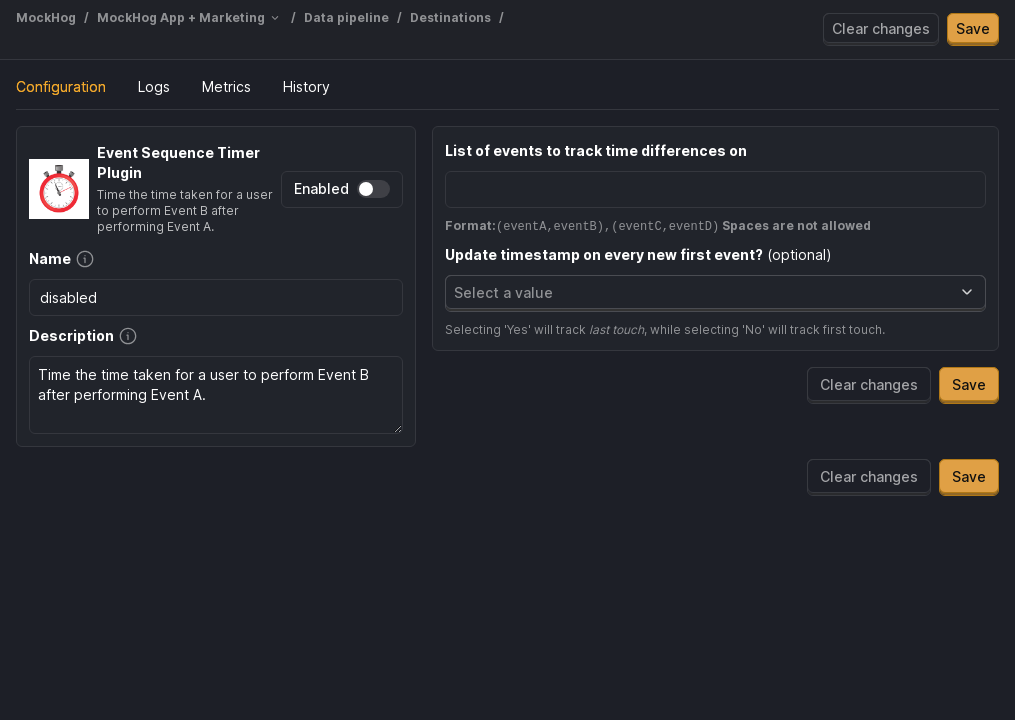 MockHog / MockHog App + Marketing / Data pipeline / Destinations /
Clear changes Save
Configuration Logs Metrics History
Event Sequence Timer
Plugin
Time the time taken for a user
to perform Event B after
performing Event A.
Enabled
Name
disabled
Description
Time the time taken for a user to perform Event B
after performing Event A.
List of events to track time differences on
Format:(eventA,eventB),(eventC,eventD) Spaces are not allowed
Update timestamp on every new first event? (optional)
Select a value
Selecting 'Yes' will track last touch, while selecting 'No' will track first touch.
Clear changes Save
Clear changes Save